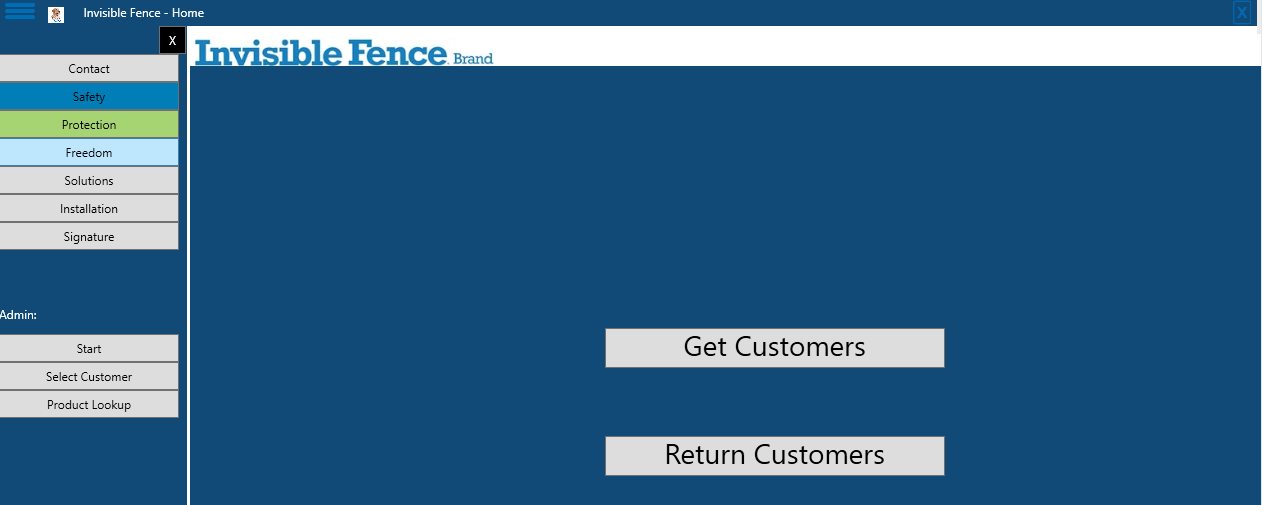 Invisible Fence - Home
X
X
Invisible Fence Brand
Contact
Safety
Protection
Freedom
Solutions
Installation
Signature
Admin:
Start
Select Customer
Product Lookup
Get Customers
Return Customers